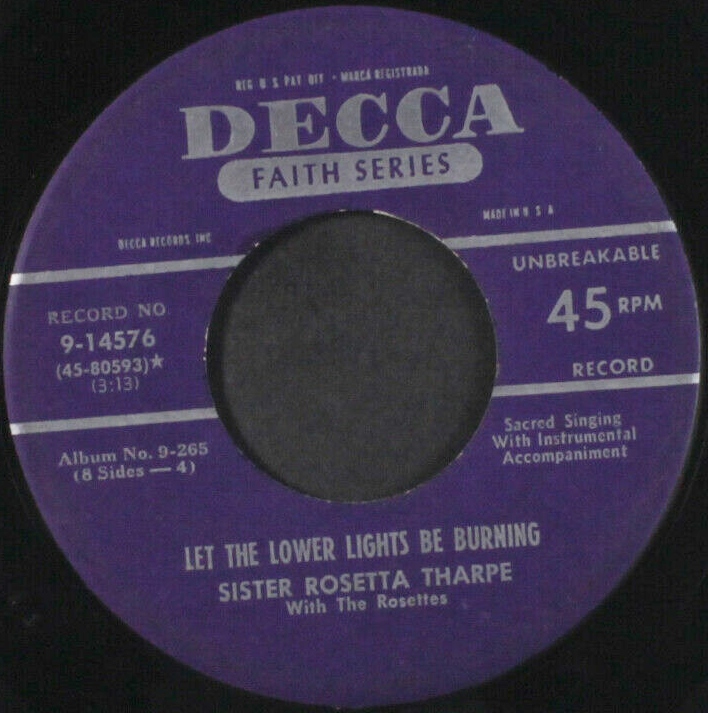 REG U S PAT OFF • MARCA REGISTRADA
DECCA
FAITH SERIES
DECCA RECORDS INC
MADE IN U S A
RECORD NO.
9-14576
(45-80593)★
(3:13)
UNBREAKABLE
45 RPM
RECORD
Album No. 9-265
(8 Sides — 4)
Sacred Singing
With Instrumental
Accompaniment
LET THE LOWER LIGHTS BE BURNING
SISTER ROSETTA THARPE
With The Rosettes